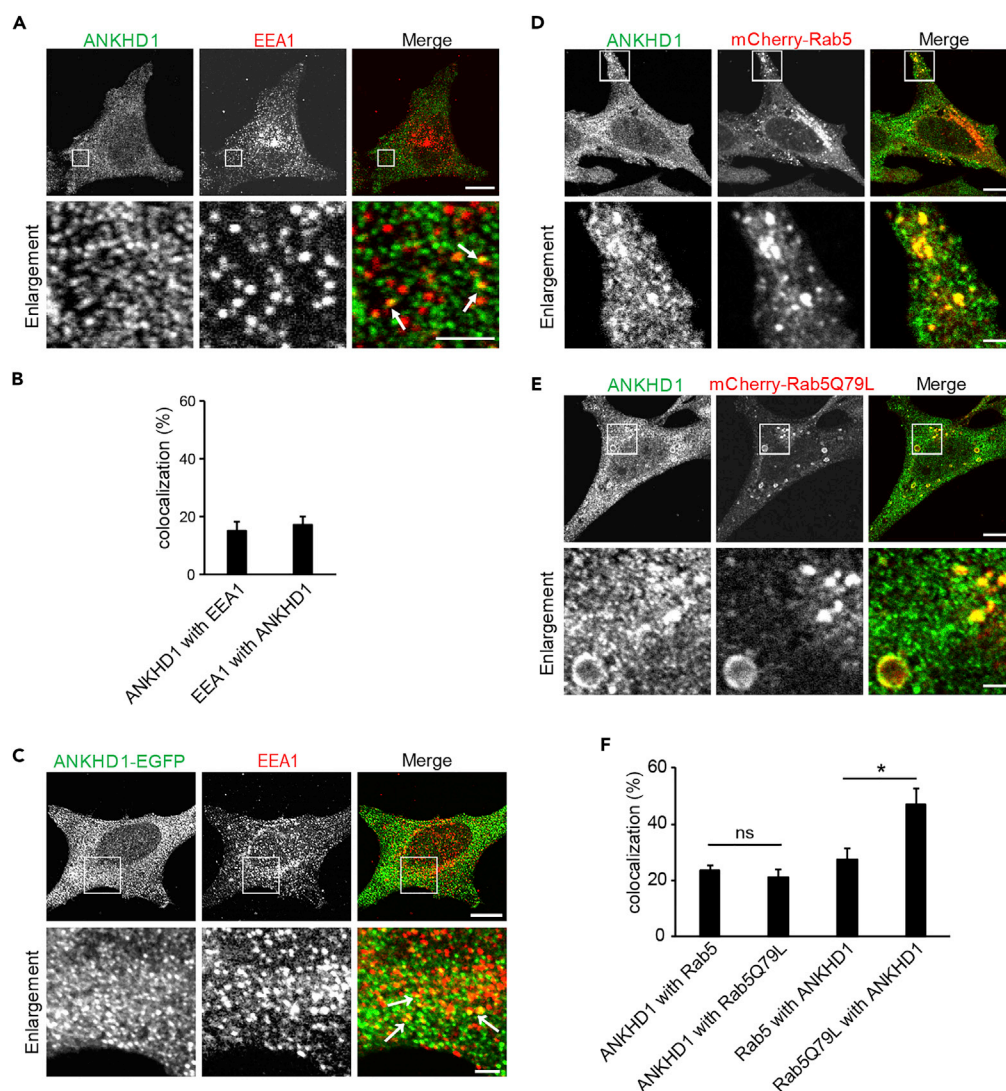 A
ANKHD1 EEA1 Merge
Enlargement
B
colocalization (%)
60
40
20
0
ANKHD1 with EEA1
EEA1 with ANKHD1
C
ANKHD1-EGFP EEA1 Merge
Enlargement
D
ANKHD1 mCherry-Rab5 Merge
Enlargement
E
ANKHD1 mCherry-Rab5Q79L Merge
Enlargement
F
colocalization (%)
60
40
20
0
ns
*
ANKHD1 with Rab5
ANKHD1 with Rab5Q79L
Rab5 with ANKHD1
Rab5Q79L with ANKHD1